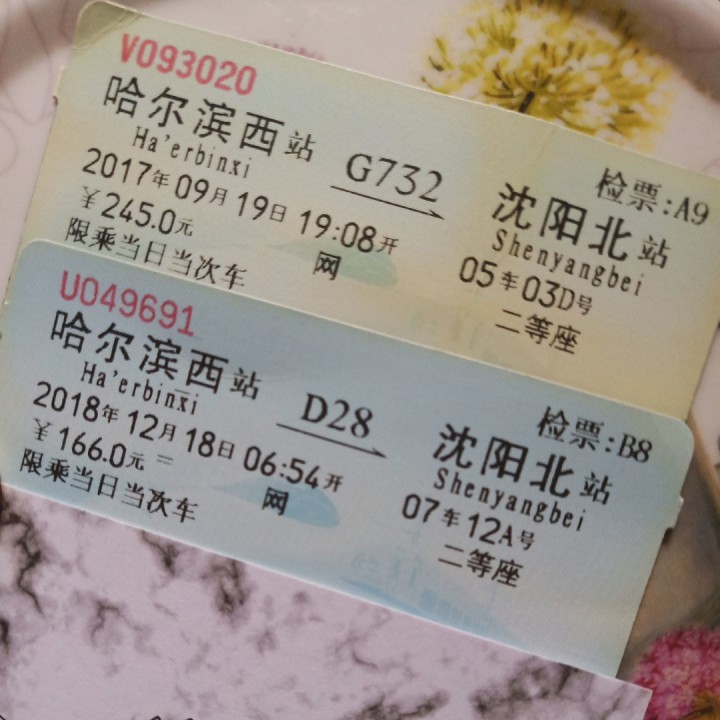 V093020
检票:A9
哈尔滨西站 G732 沈阳北站
Ha'erbinxi Shenyangbei
2017年09月19日 19:08开 05车03D号
¥245.0元 网 二等座
限乘当日当次车
U049691
检票:B8
哈尔滨西站 D28 沈阳北站
Ha'erbinxi Shenyangbei
2018年12月18日 06:54开 07车12A号
¥166.0元 网 二等座
限乘当日当次车